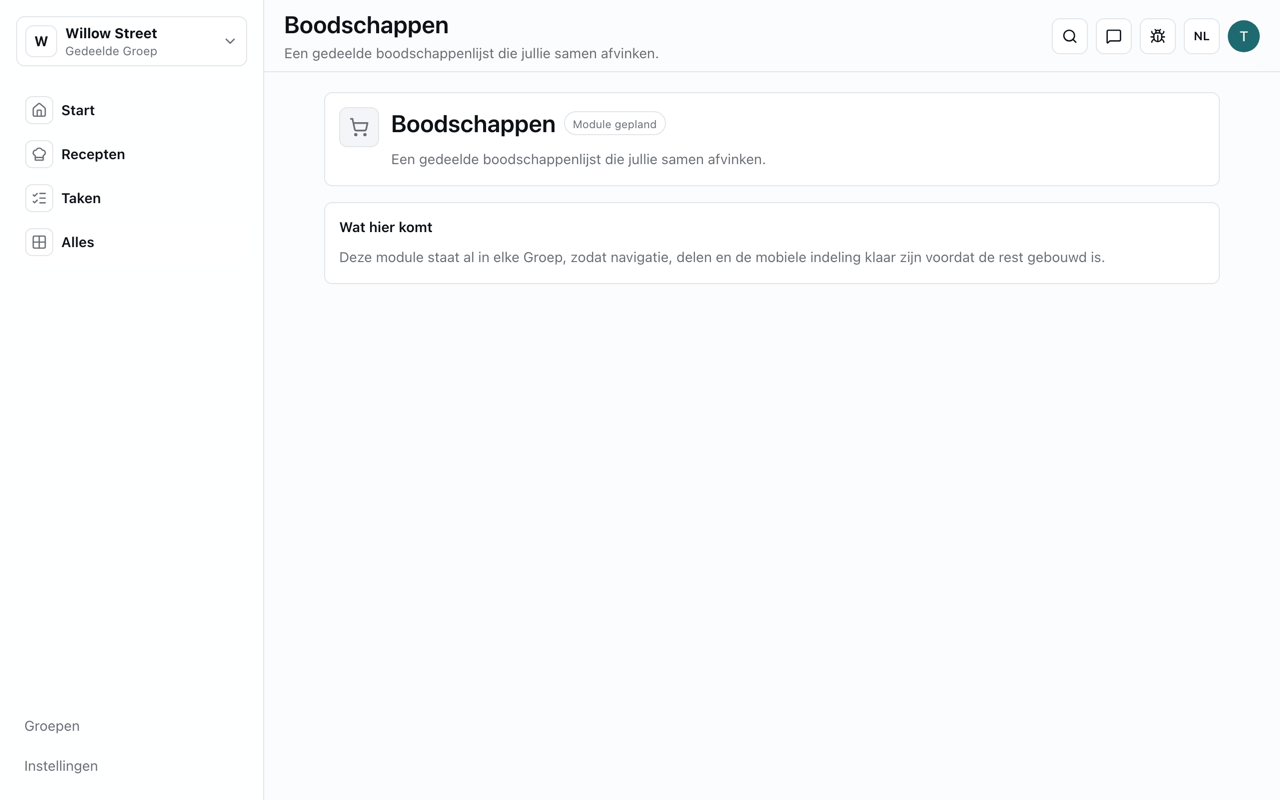 W
Willow Street
Gedeelde Groep
Start
Recepten
Taken
Alles
Groepen
Instellingen
Boodschappen
Een gedeelde boodschappenlijst die jullie samen afvinken.
NL
T
Boodschappen
Module gepland
Een gedeelde boodschappenlijst die jullie samen afvinken.
Wat hier komt
Deze module staat al in elke Groep, zodat navigatie, delen en de mobiele indeling klaar zijn voordat de rest gebouwd is.